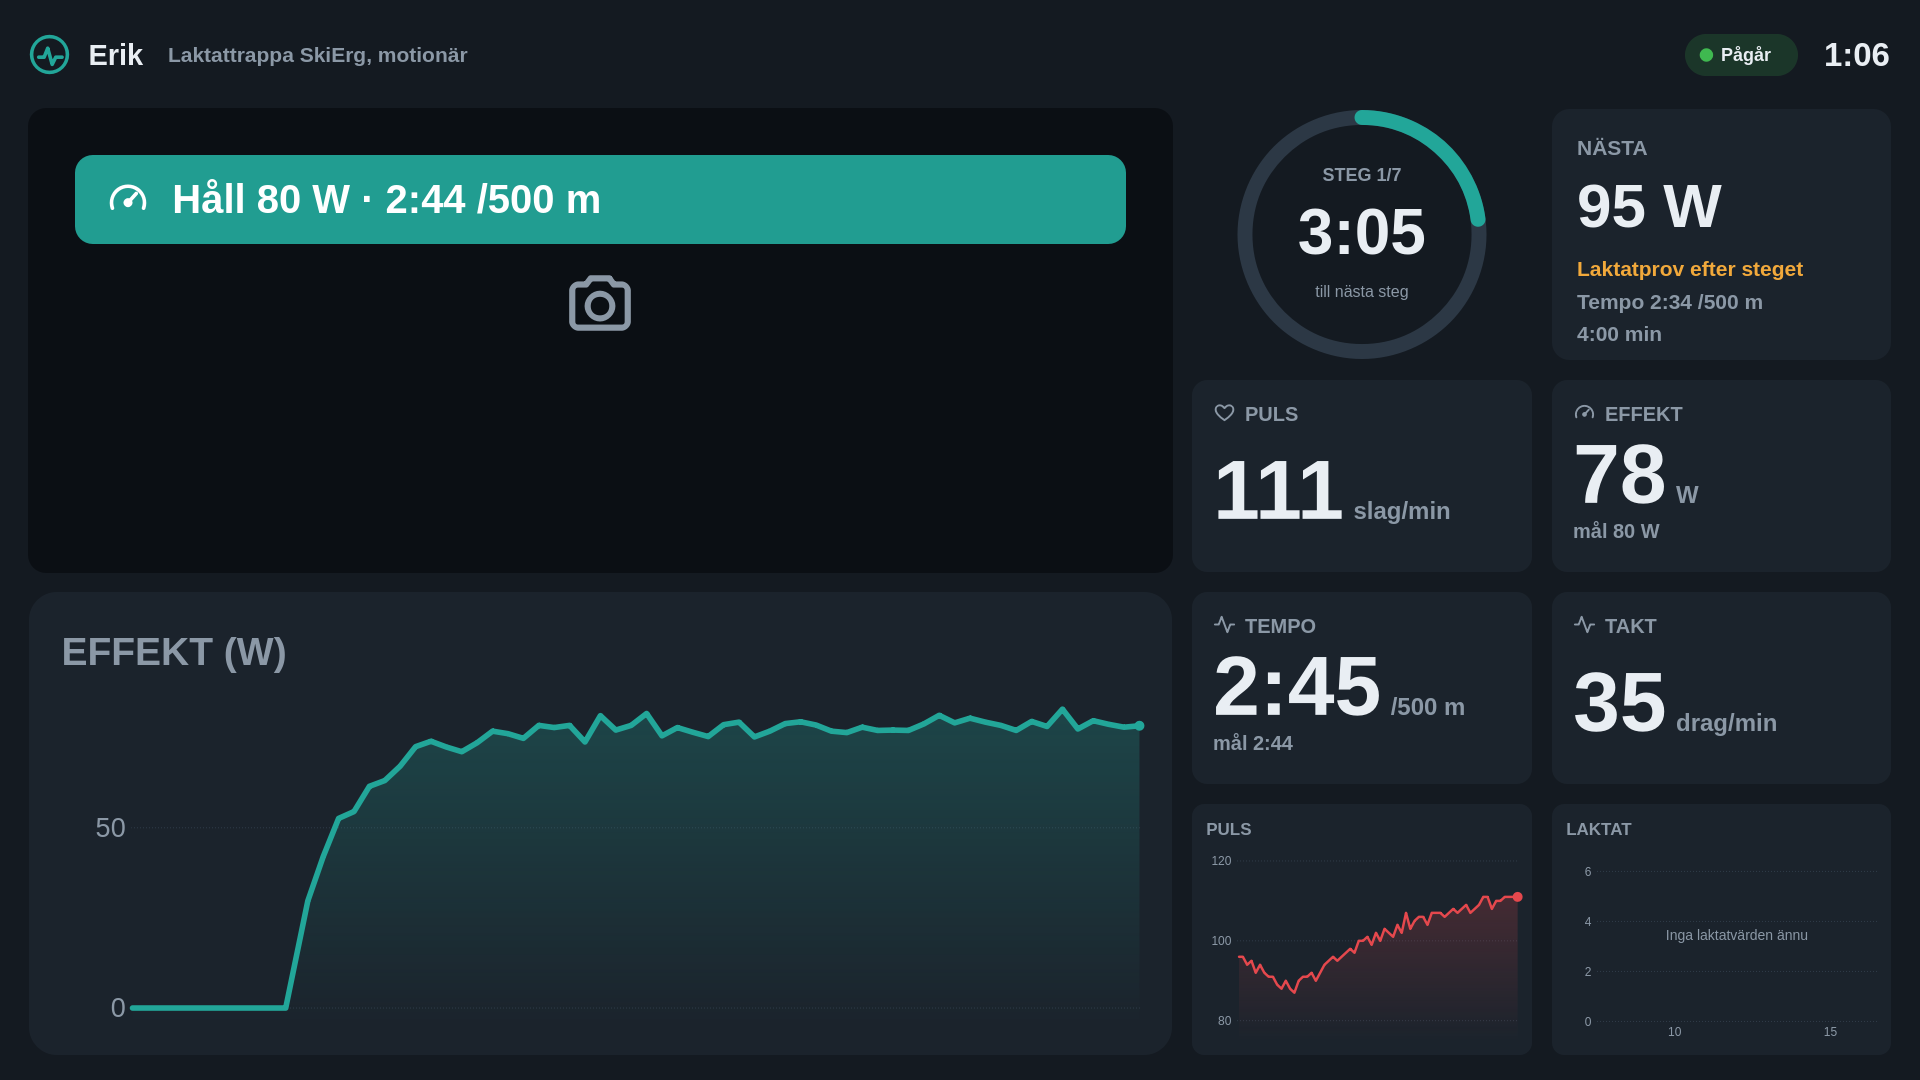 Erik
Laktattrappa SkiErg, motionär
Pågår
1:06
Håll 80 W · 2:44 /500 m
STEG 1/7
3:05
till nästa steg
NÄSTA
95 W
Laktatprov efter steget
Tempo 2:34 /500 m
4:00 min
PULS
111 slag/min
EFFEKT
78 W
mål 80 W
EFFEKT (W)
50
0
TEMPO
2:45 /500 m
mål 2:44
TAKT
35 drag/min
PULS
120
100
80
LAKTAT
6
4
Inga laktatvärden ännu
2
0
10 15